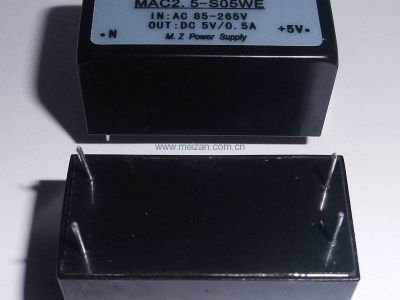 MAC2.5-S05WE
IN:AC 85-265V
·N
OUT:DC 5V/0.5A
+5V·
M.Z Power Supply
www.meizan.com.cn